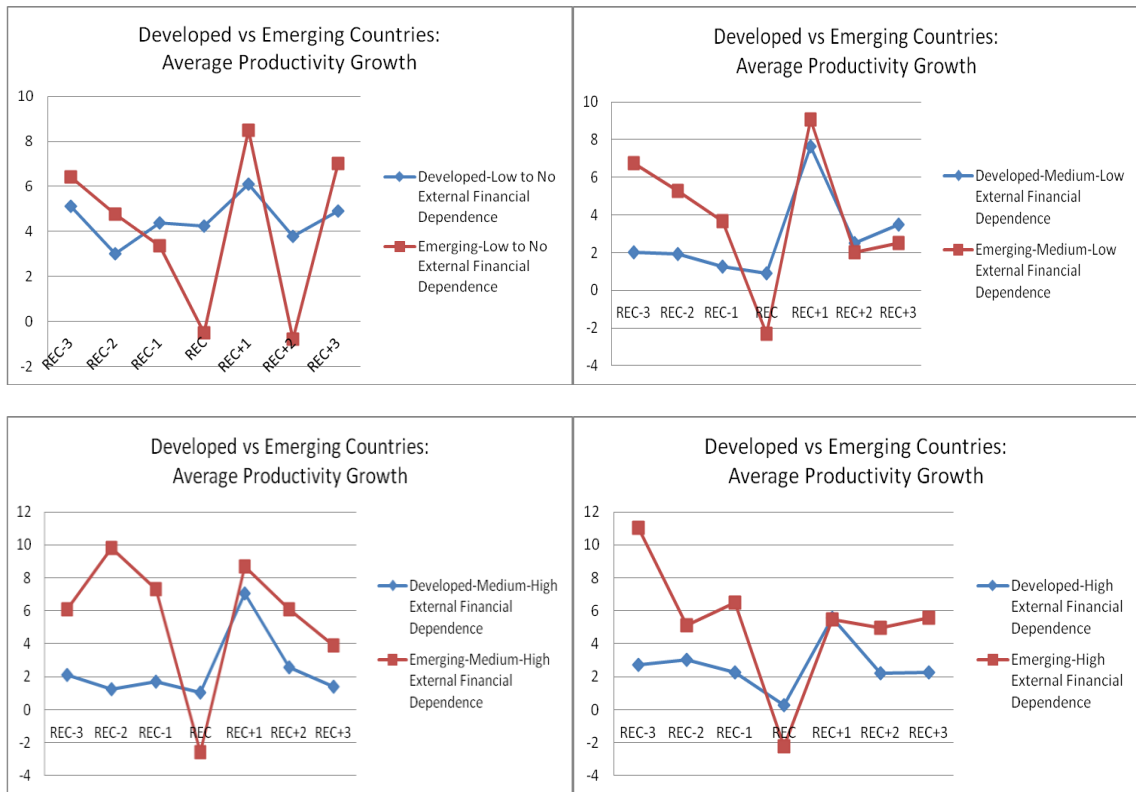 Developed vs Emerging Countries:
Average Productivity Growth
10
8
6
4
2
0
-2
REC-3
REC-2
REC-1
REC
REC+1
REC+2
REC+3
Developed-Low to No
External Financial
Dependence
Emerging-Low to No
External Financial
Dependence
Developed vs Emerging Countries:
Average Productivity Growth
10
8
6
4
2
0
-2
-4
REC-3 REC-2 REC-1 REC REC+1 REC+2 REC+3
Developed-Medium-Low
External Financial
Dependence
Emerging-Medium-Low
External Financial
Dependence
Developed vs Emerging Countries:
Average Productivity Growth
12
10
8
6
4
2
0
-2
-4
REC-3 REC-2 REC-1 REC REC+1 REC+2 REC+3
Developed-Medium-High
External Financial
Dependence
Emerging-Medium-High
External Financial
Dependence
Developed vs Emerging Countries:
Average Productivity Growth
12
10
8
6
4
2
0
-2
-4
REC-3 REC-2 REC-1 REC REC+1 REC+2 REC+3
Developed-High
External Financial
Dependence
Emerging-High
External Financial
Dependence